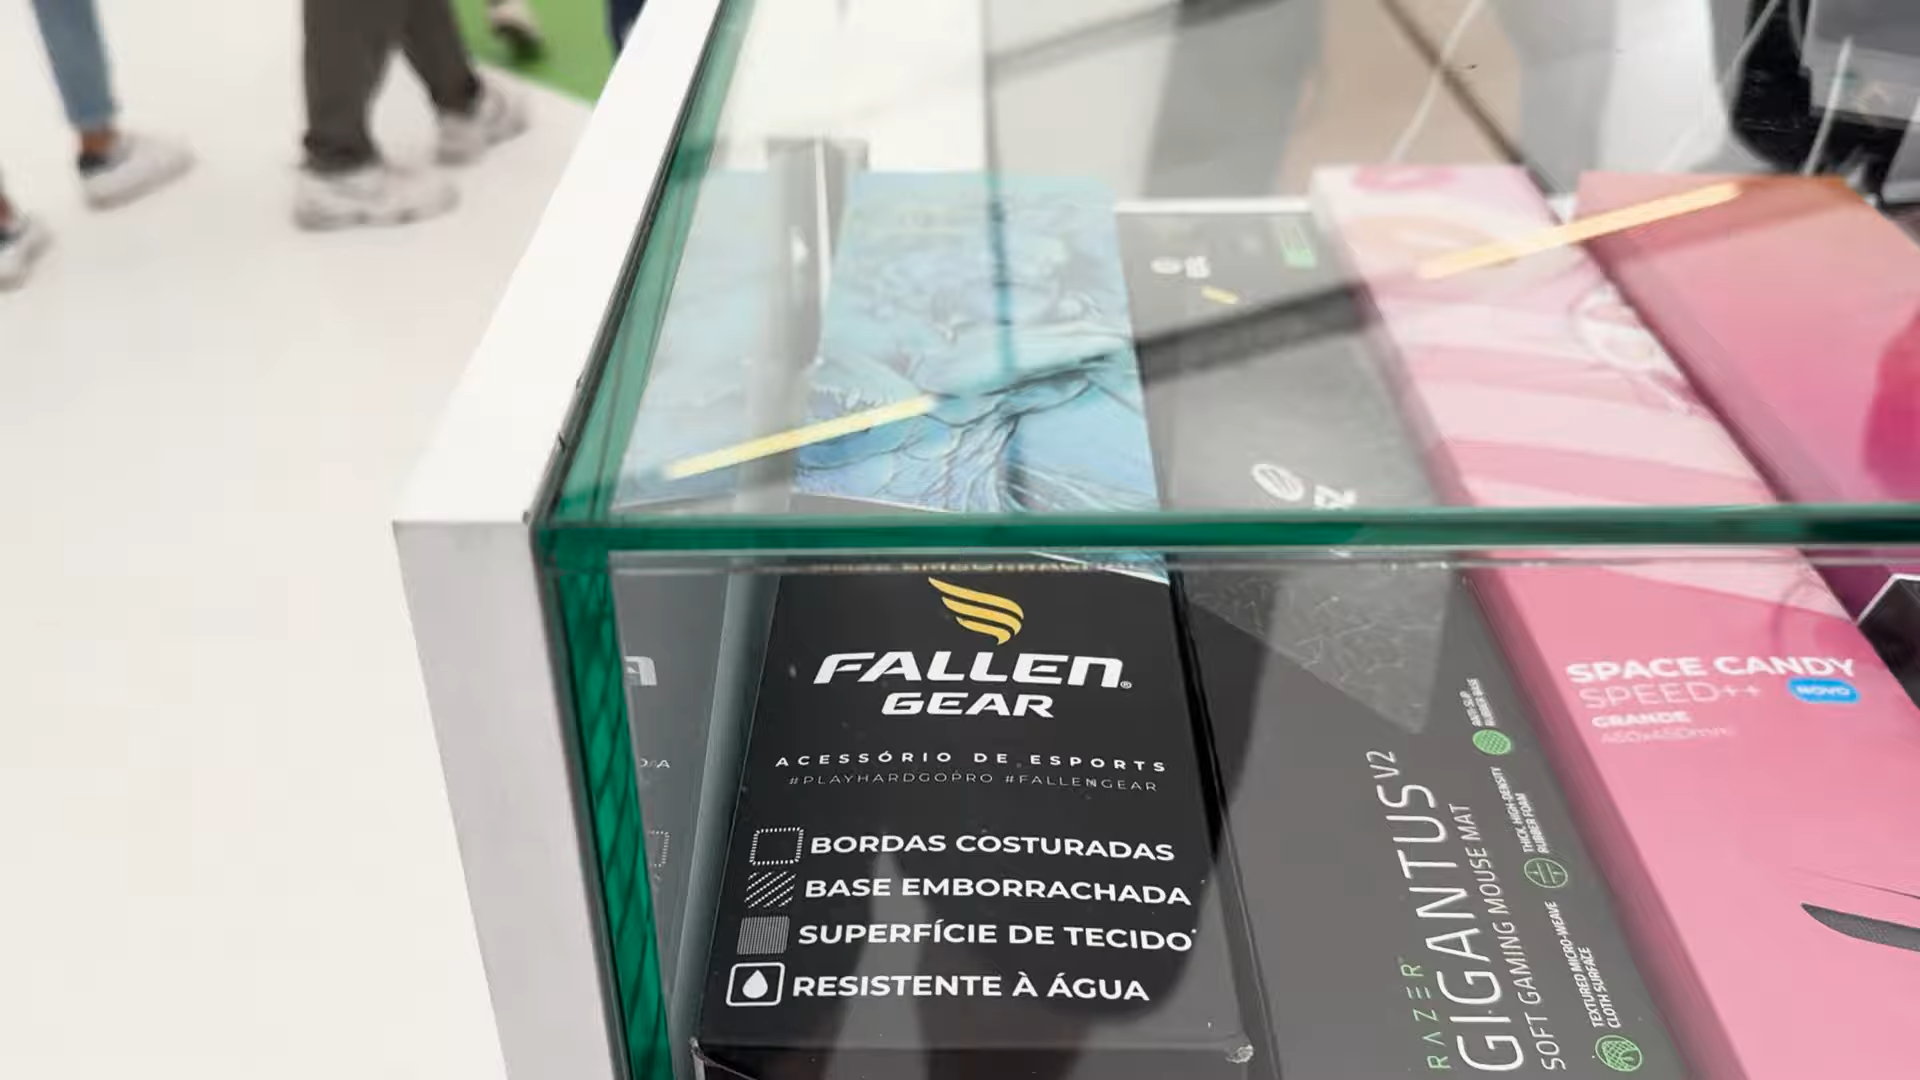 FALLEN®
GEAR
ACESSÓRIO DE ESPORTS
#PLAYHARDGOPRO #FALLENGEAR
BORDAS COSTURADAS
BASE EMBORRACHADA
SUPERFÍCIE DE TECIDO*
RESISTENTE À ÁGUA
RAZER™
GIGANTUS V2
SOFT GAMING MOUSE MAT
TEXTURED MICRO-WEAVE
CLOTH SURFACE
THICK, HIGH-DENSITY
RUBBER FOAM
ANTI-SLIP
RUBBER BASE
SPACE CANDY
SPEED++
NOVO
GRANDE
450x450mm